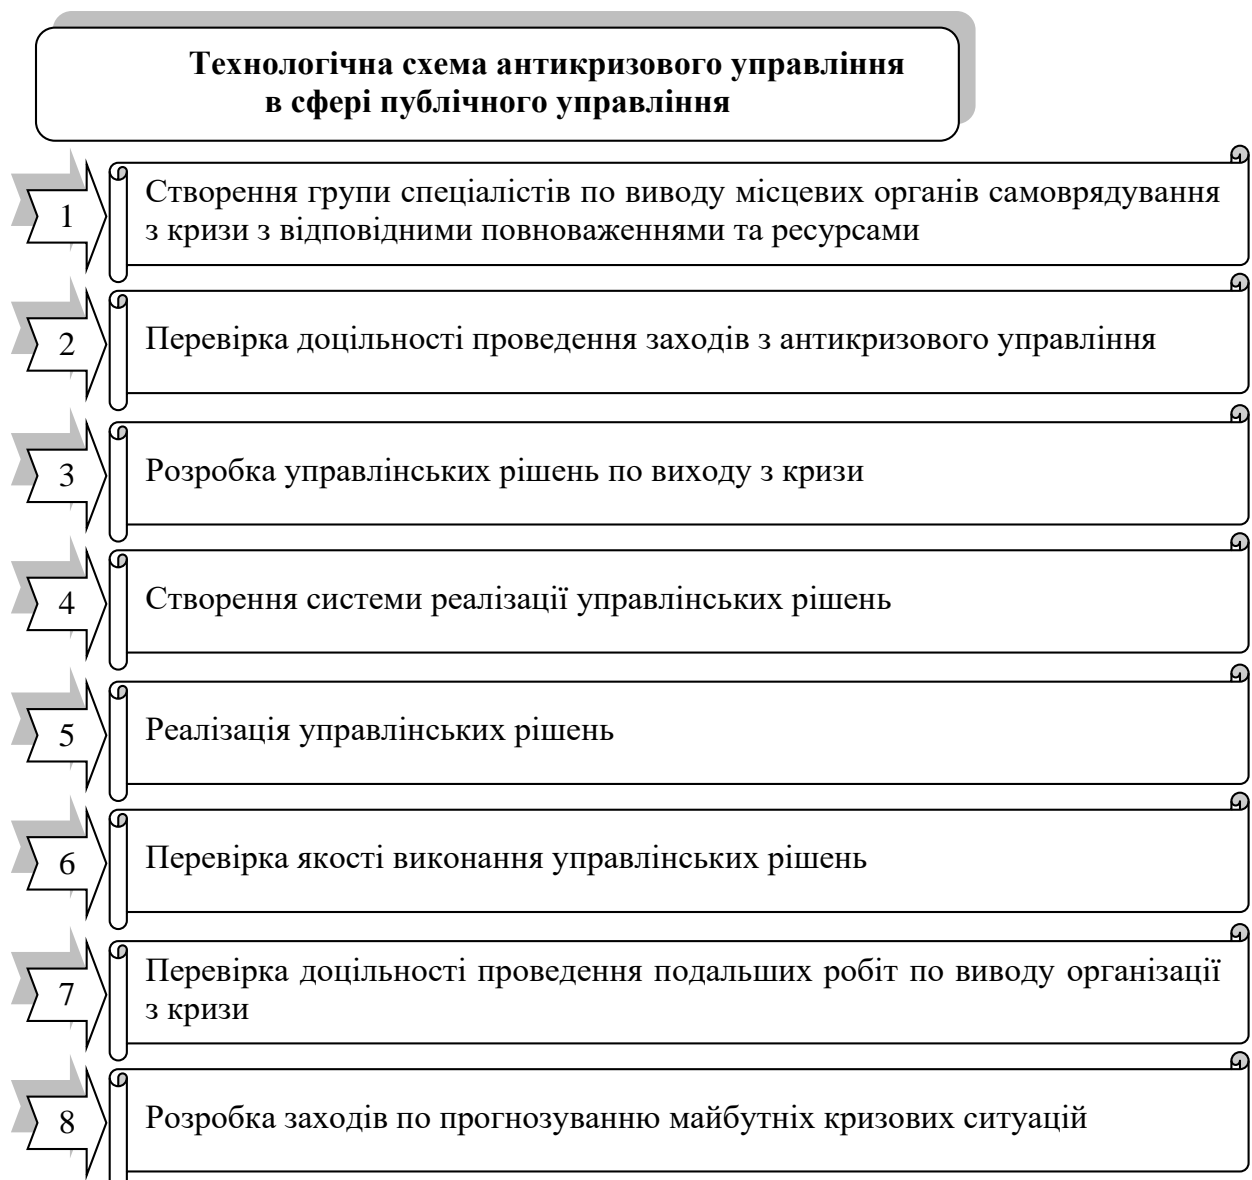 Технологічна схема антикризового управління
в сфері публічного управління
1
Створення групи спеціалістів по виводу місцевих органів самоврядування
з кризи з відповідними повноваженнями та ресурсами
2
Перевірка доцільності проведення заходів з антикризового управління
3
Розробка управлінських рішень по виходу з кризи
4
Створення системи реалізації управлінських рішень
5
Реалізація управлінських рішень
6
Перевірка якості виконання управлінських рішень
7
Перевірка доцільності проведення подальших робіт по виводу організації
з кризи
8
Розробка заходів по прогнозуванню майбутніх кризових ситуацій